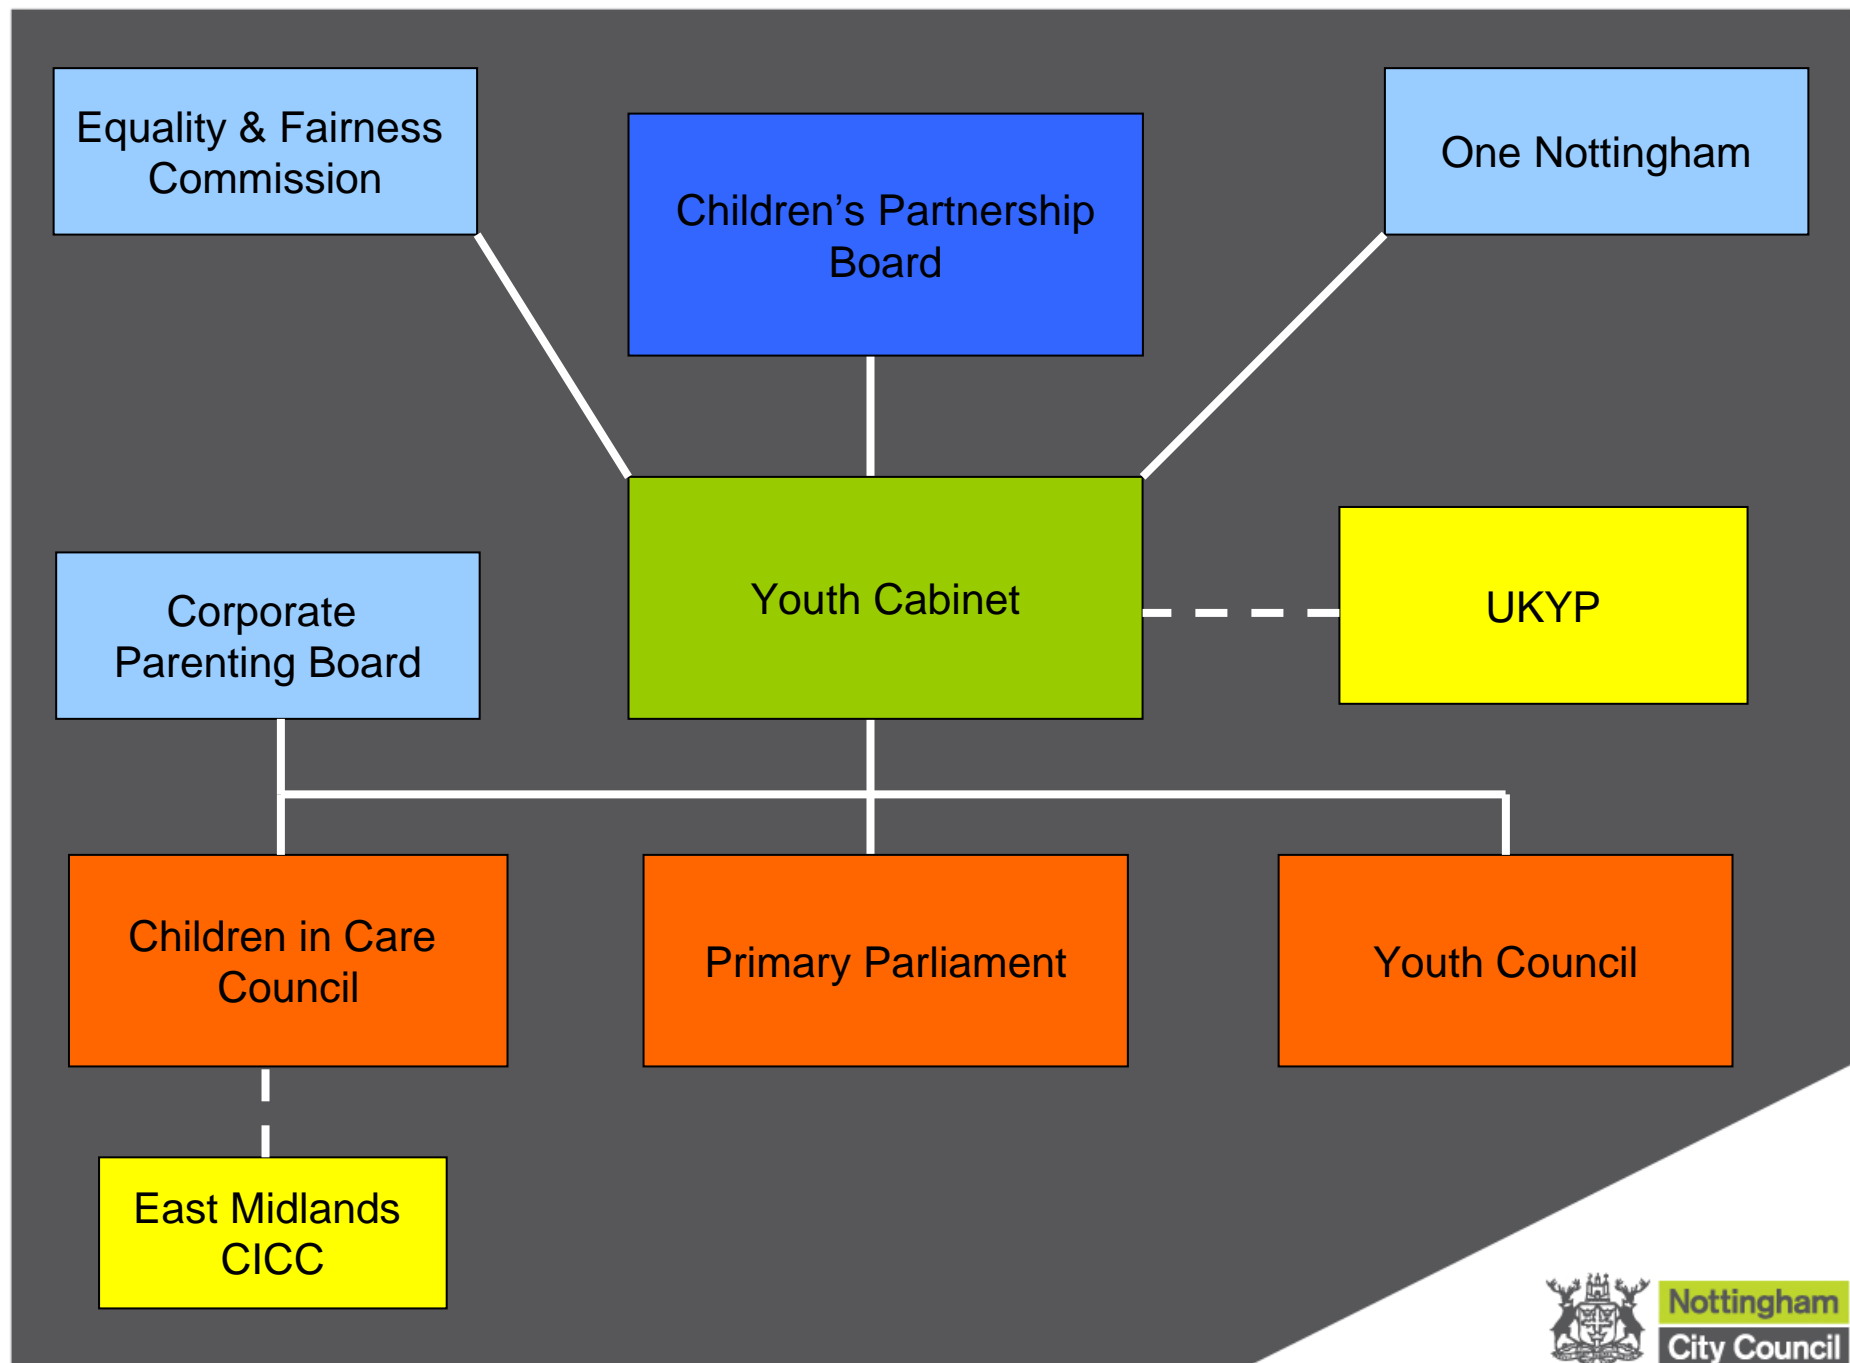 Equality & Fairness
Commission
Children’s Partnership
Board
One Nottingham
Corporate
Parenting Board
Youth Cabinet
UKYP
Children in Care
Council
Primary Parliament
Youth Council
East Midlands
CICC
Nottingham
City Council